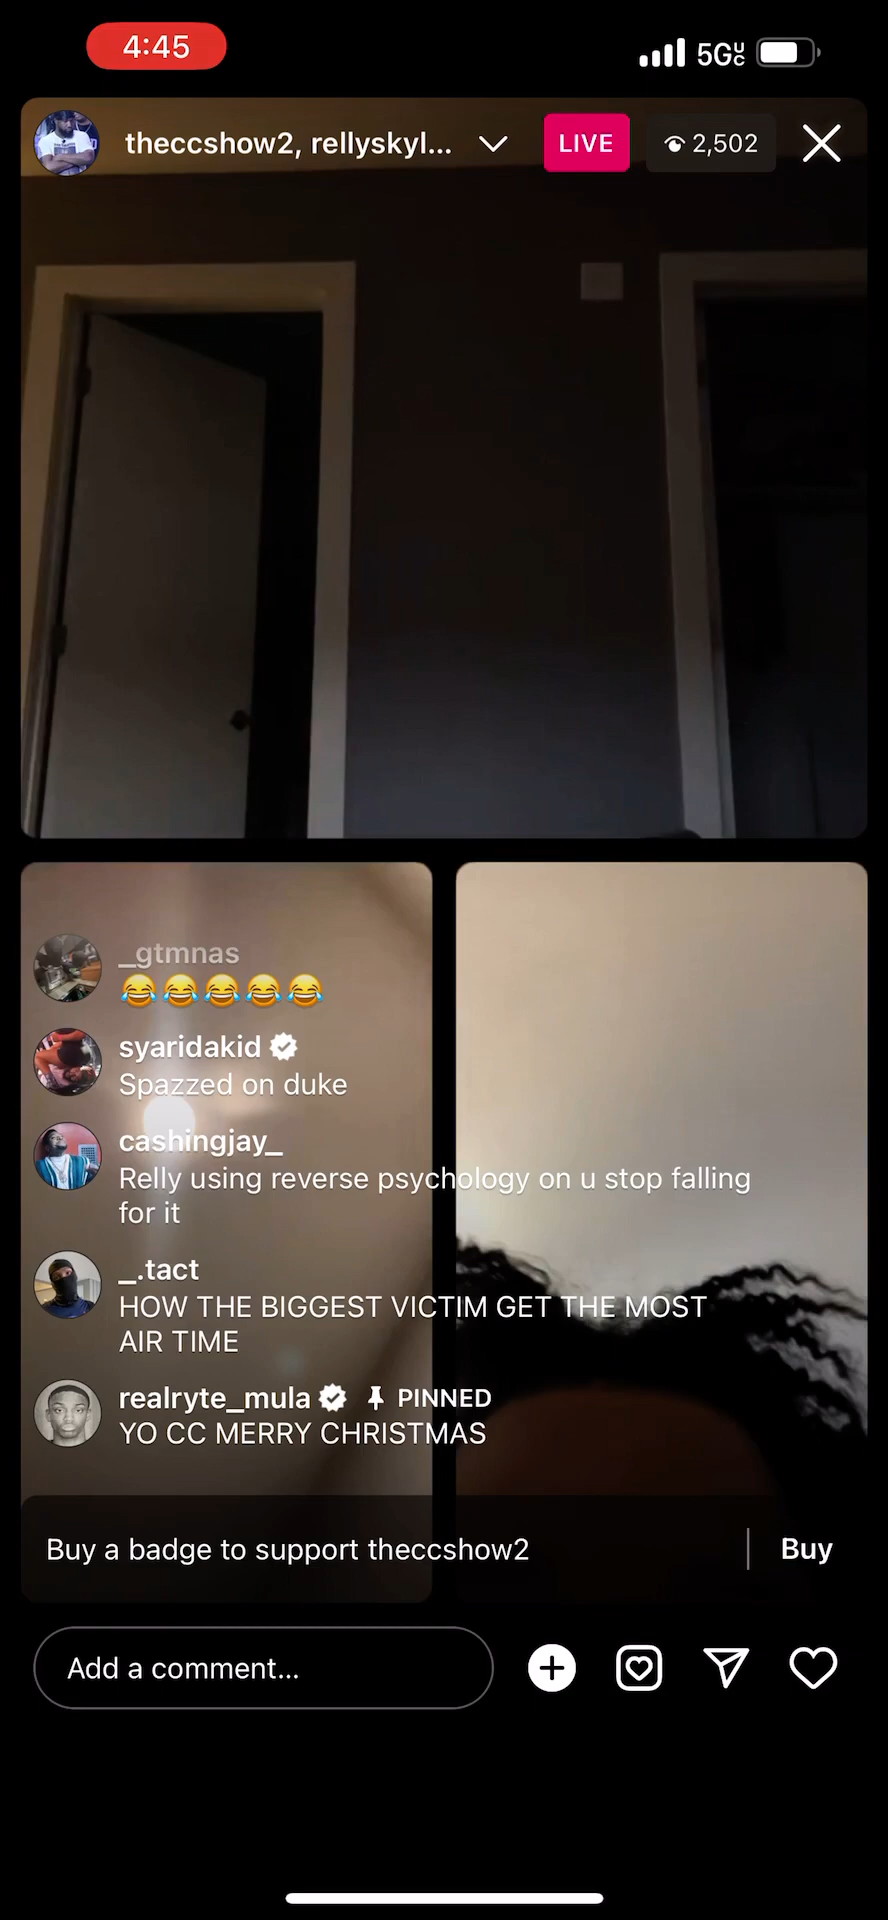 4:45
5GUC
theccshow2, rellyskyl...
LIVE
2,502
_gtmnas
😂😂😂😂😂
syaridakid
Spazzed on duke
cashingjay_
Relly using reverse psychology on u stop falling
for it
_.tact
HOW THE BIGGEST VICTIM GET THE MOST
AIR TIME
realryte_mula PINNED
YO CC MERRY CHRISTMAS
Buy a badge to support theccshow2
Buy
Add a comment...